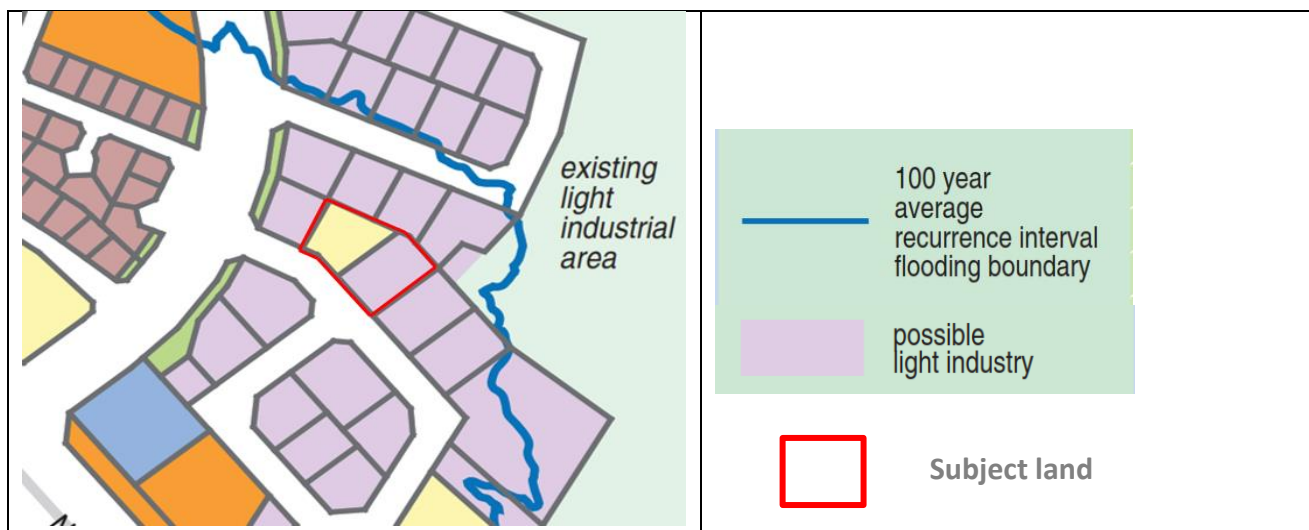 existing
light
industrial
area
100 year
average
recurrence interval
flooding boundary
possible
light industry
Subject land